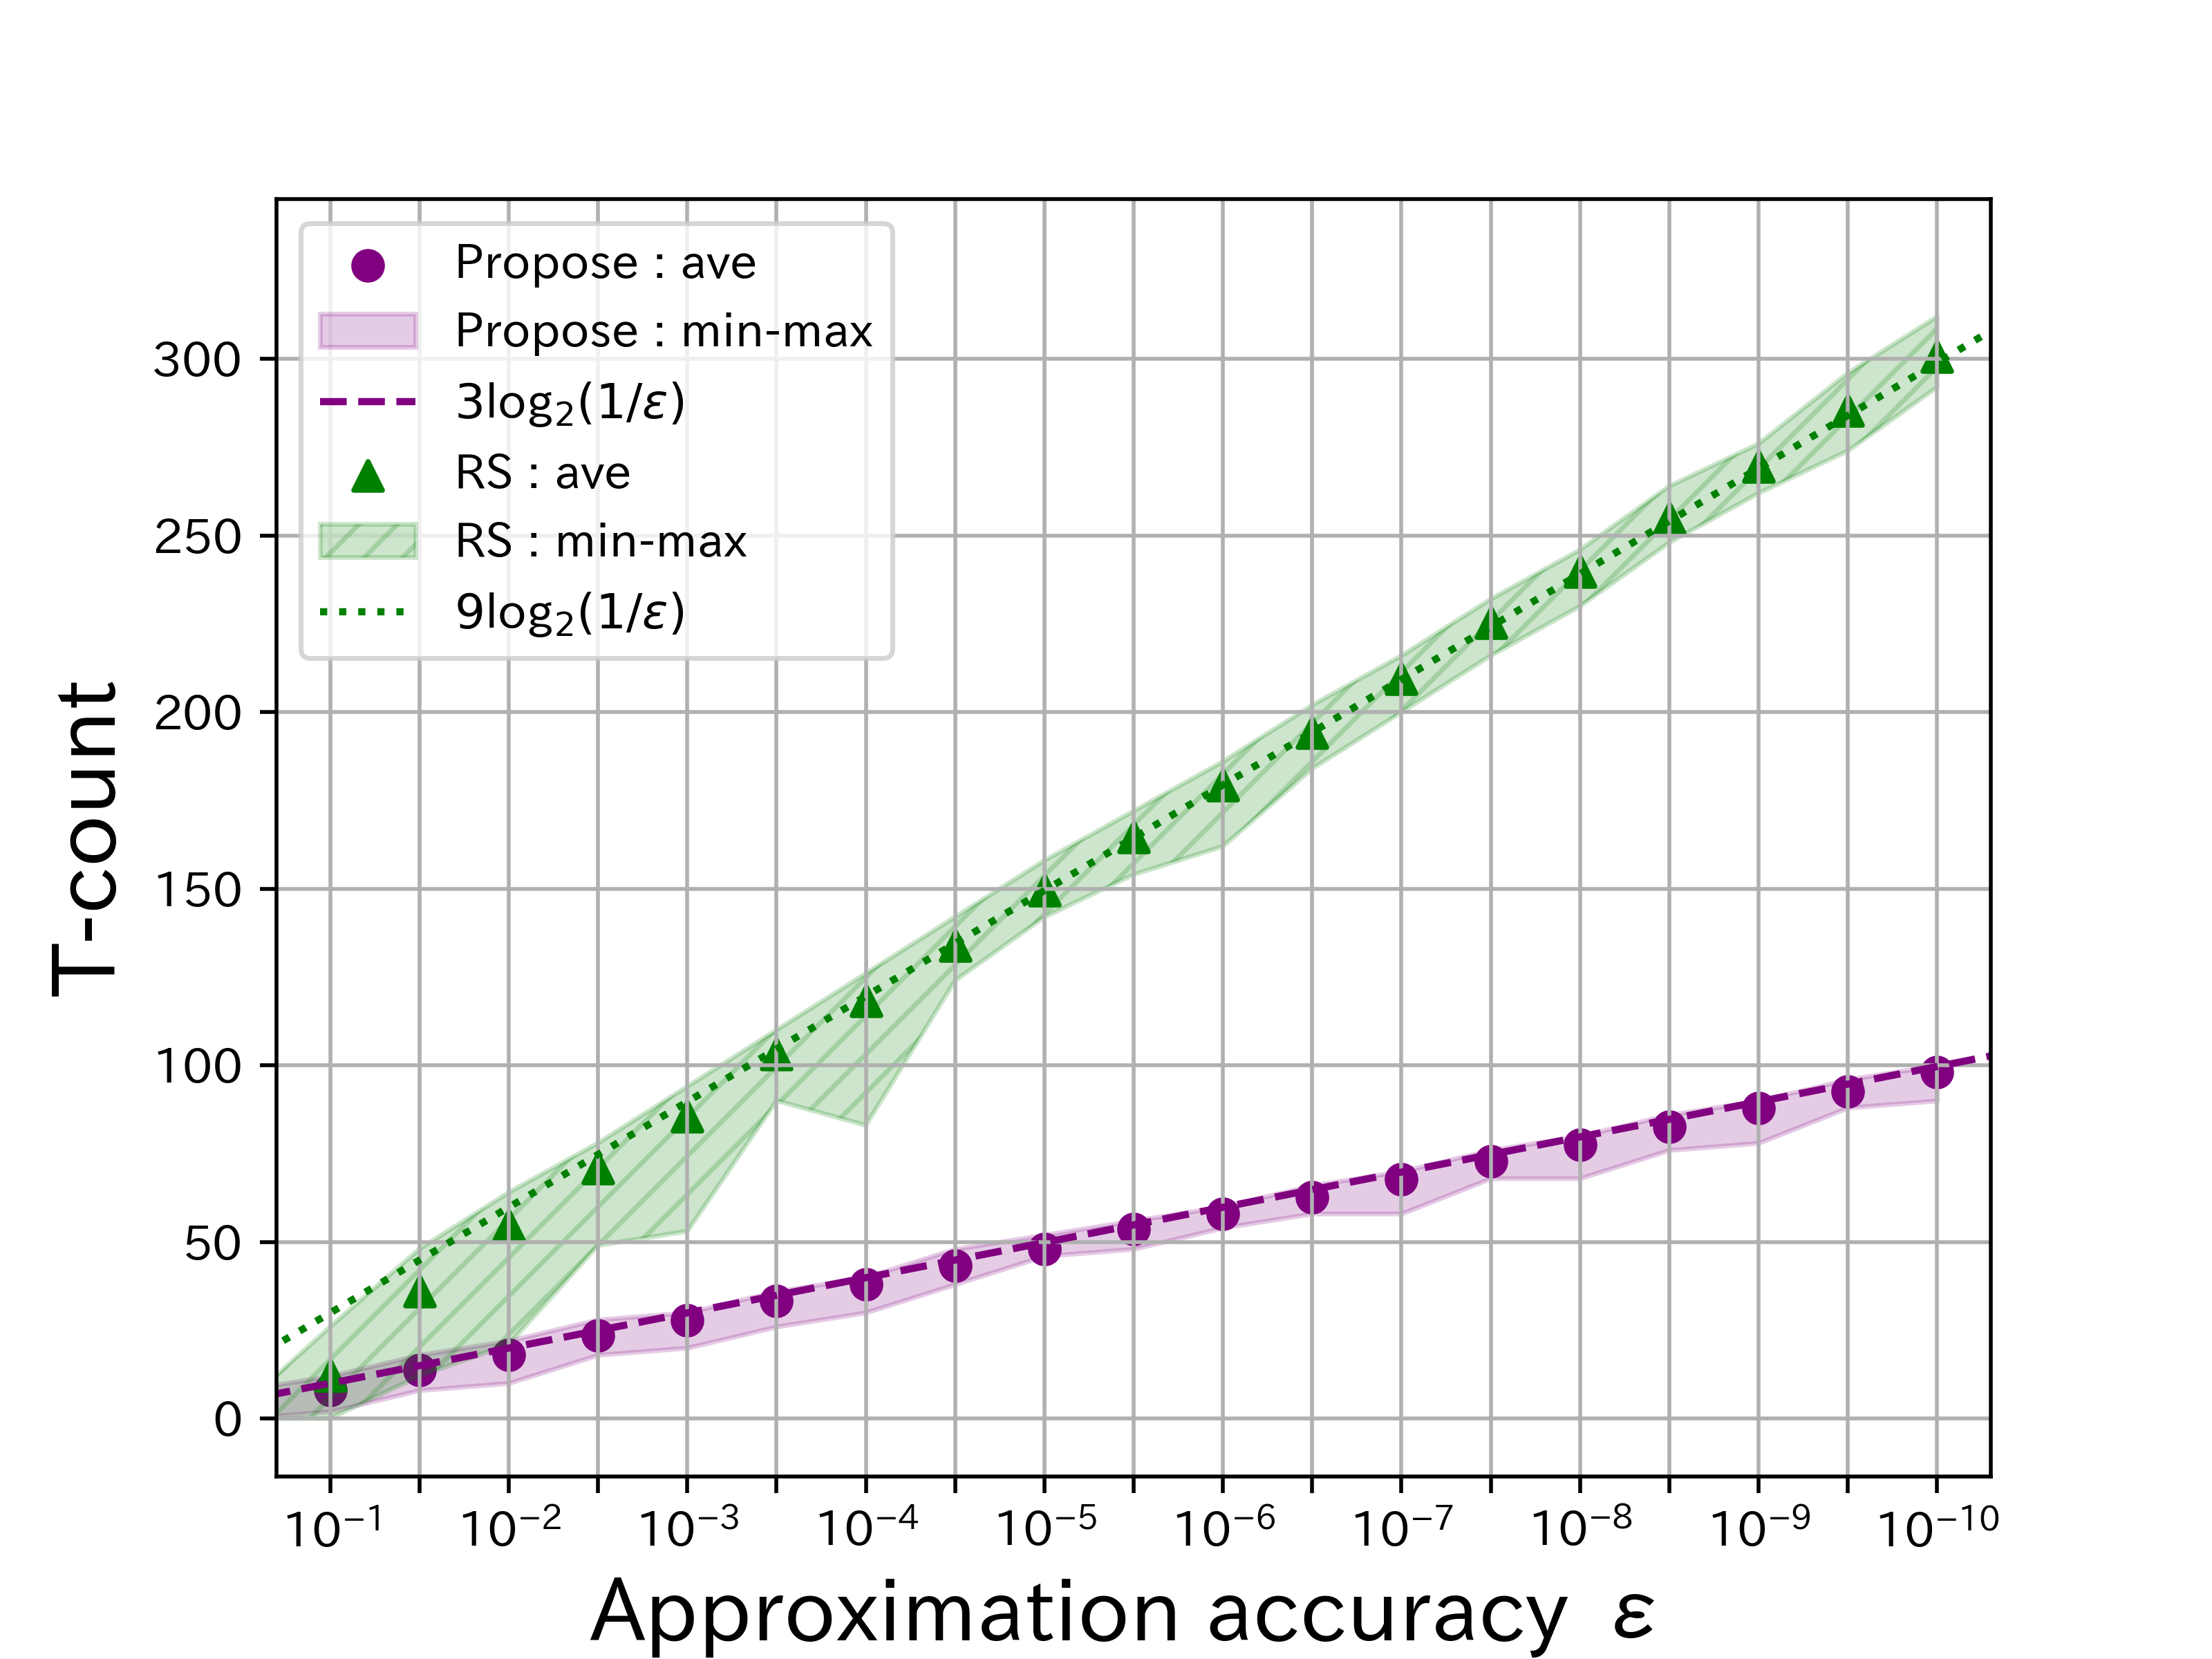 Propose : ave
Propose : min-max
3log₂(1/ε)
RS : ave
RS : min-max
9log₂(1/ε)
300
250
200
150
100
50
0
T-count
10⁻¹ 10⁻² 10⁻³ 10⁻⁴ 10⁻⁵ 10⁻⁶ 10⁻⁷ 10⁻⁸ 10⁻⁹ 10⁻¹⁰
Approximation accuracy ε